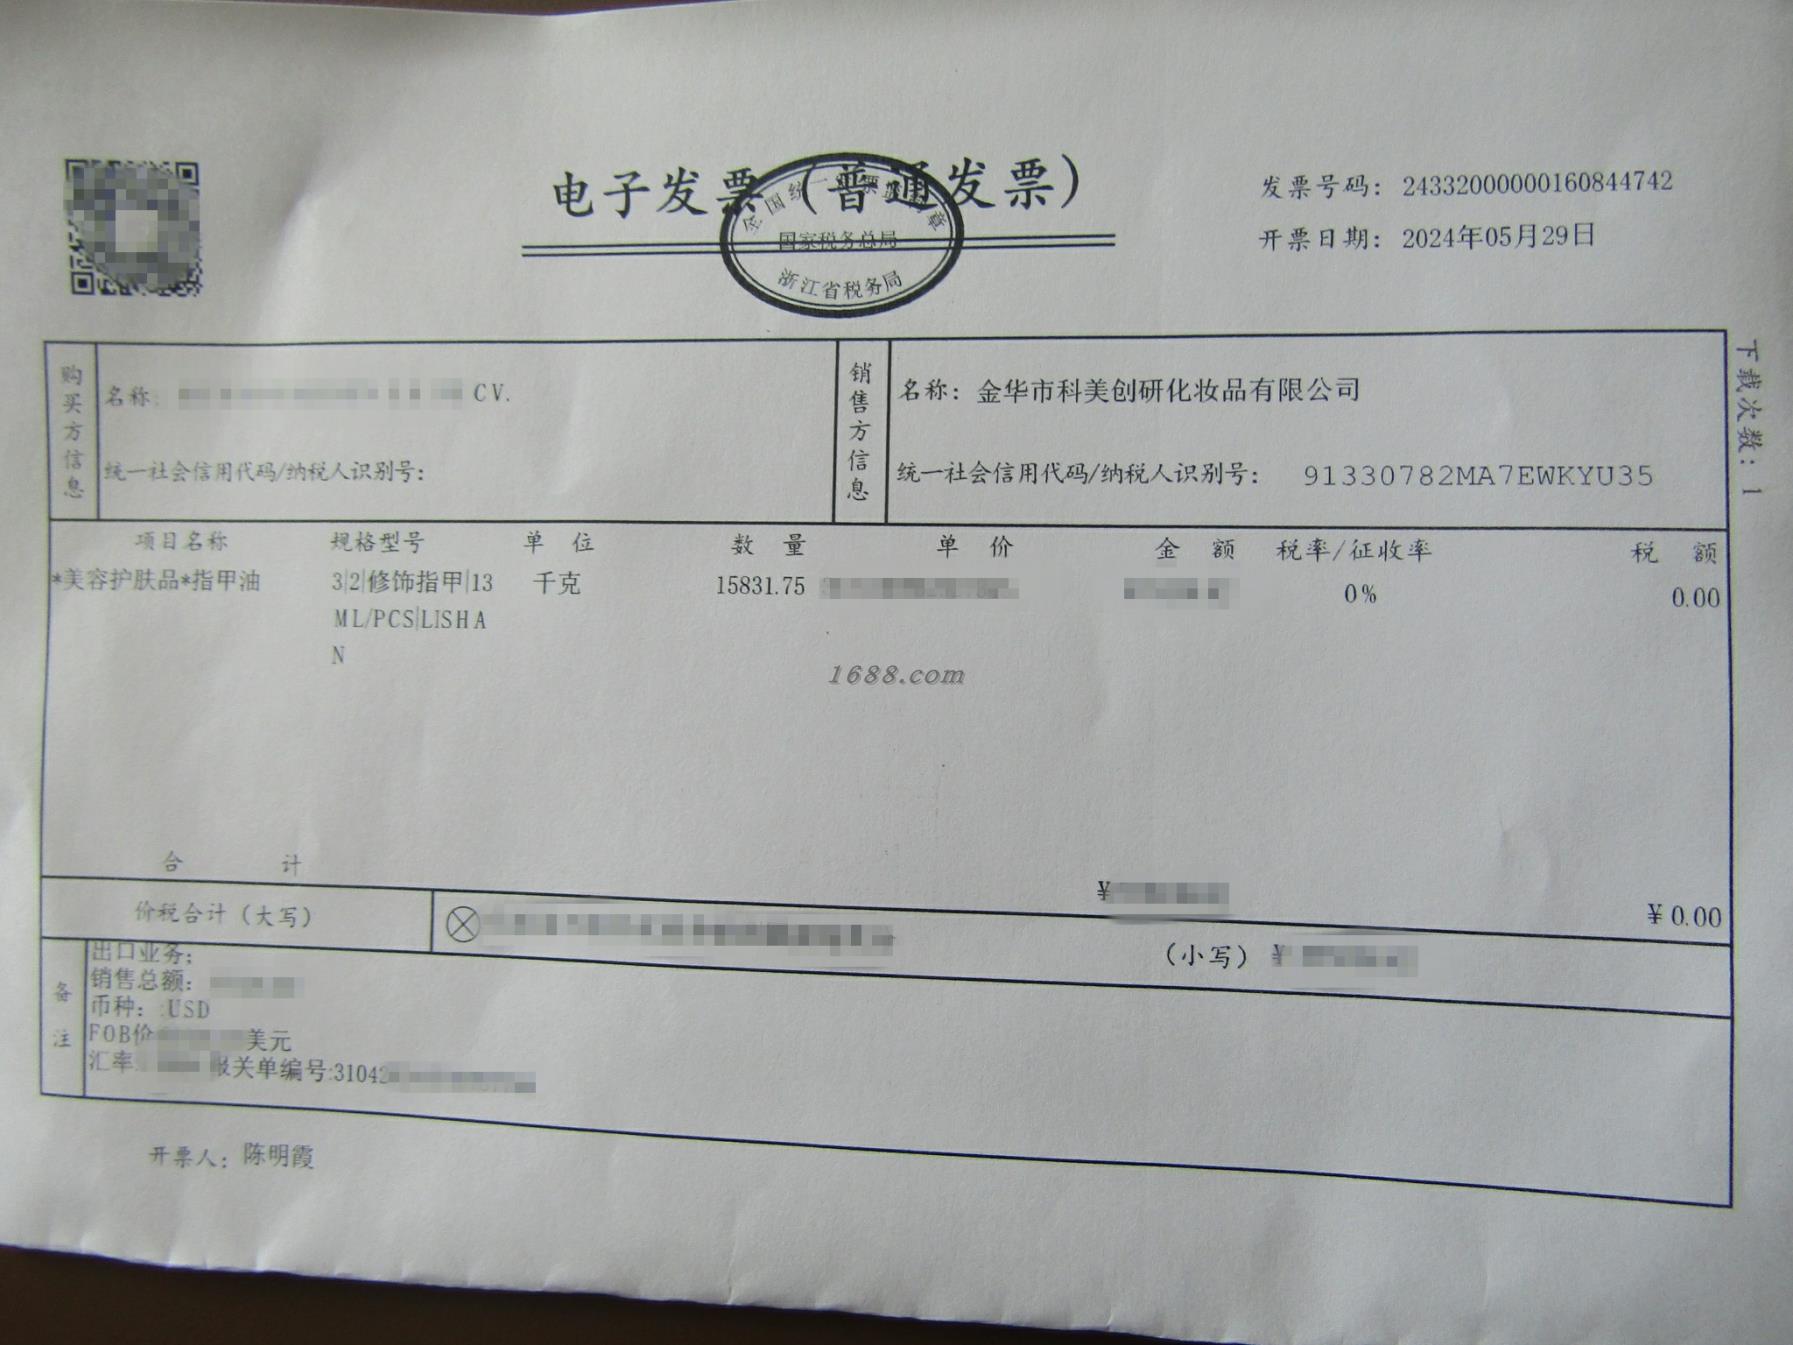 电子发票（普通发票）
全国统一发票监制章
国家税务总局
浙江省税务局
发票号码：24332000000160844742
开票日期：2024年05月29日
下载次数：1
购买方信息
名称： CV.
统一社会信用代码/纳税人识别号：
销售方信息
名称：金华市科美创研化妆品有限公司
统一社会信用代码/纳税人识别号： 91330782MA7EWKYU35
项目名称 规格型号 单 位 数 量 单 价 金 额 税率/征收率 税 额
*美容护肤品*指甲油 3|2|修饰指甲|13 千克 15831.75 0% 0.00
ML/PCS|LISHA
N
1688.com
合 计 ¥ ¥0.00
价税合计（大写） （小写） ¥
备注
出口业务;
销售总额：
币种：:USD
FOB价 美元
汇率 报关单编号:31042
开票人：陈明霞